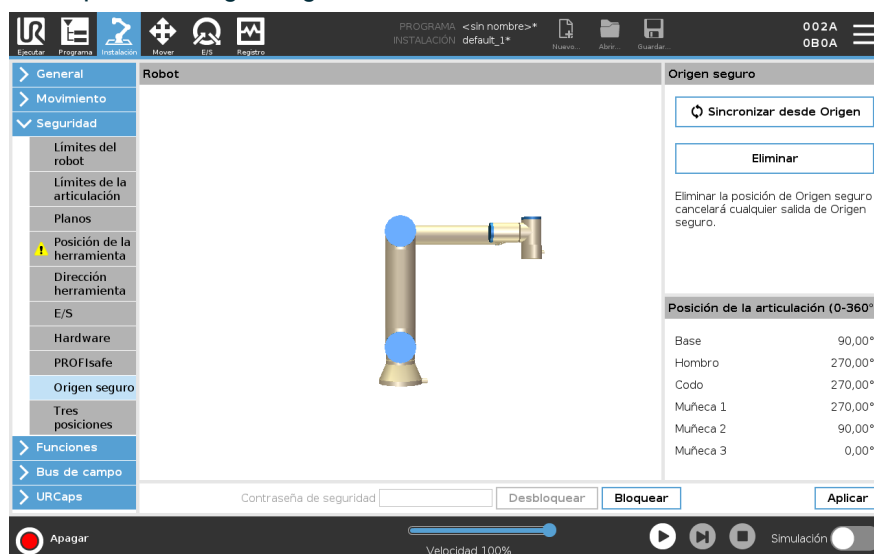 PROGRAMA <sin nombre>*
INSTALACIÓN default_1*
Ejecutar Programa Instalación Mover E/S Registro
Nuevo... Abrir... Guardar...
002A
0B0A
General
Movimiento
Seguridad
Límites del
robot
Límites de la
articulación
Planos
Posición de la
herramienta
Dirección
herramienta
E/S
Hardware
PROFIsafe
Origen seguro
Tres
posiciones
Funciones
Bus de campo
URCaps
Robot
Origen seguro
Sincronizar desde Origen
Eliminar
Eliminar la posición de Origen seguro
cancelará cualquier salida de Origen
seguro.
Posición de la articulación (0-360°
Base 90,00°
Hombro 270,00°
Codo 270,00°
Muñeca 1 270,00°
Muñeca 2 90,00°
Muñeca 3 0,00°
Contraseña de seguridad Desbloquear Bloquear Aplicar
Apagar
Velocidad 100%
Simulación